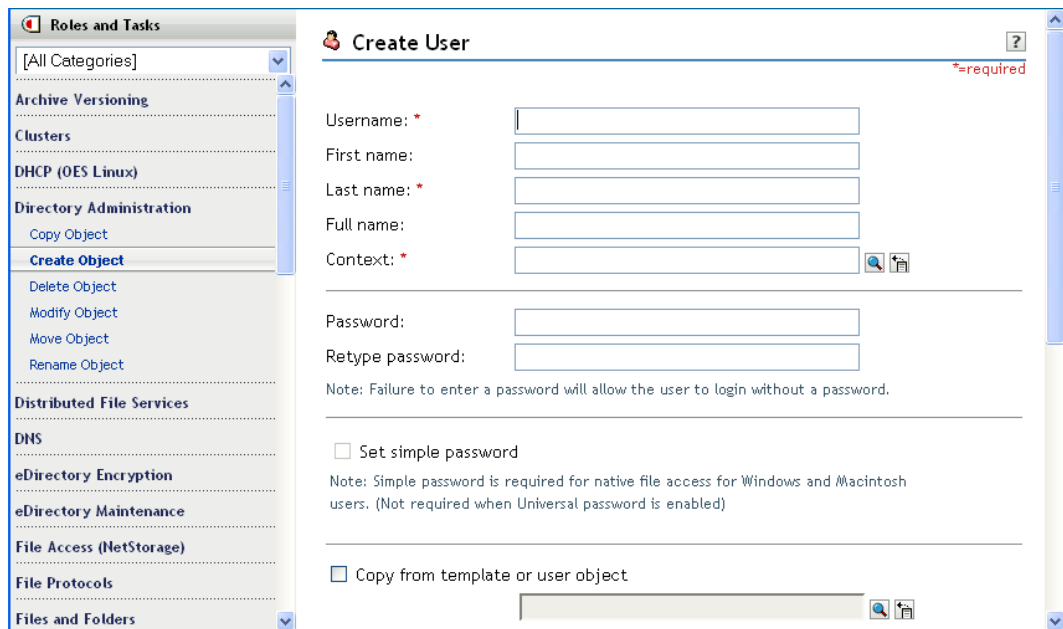 Roles and Tasks
[All Categories]
Archive Versioning
Clusters
DHCP (OES Linux)
Directory Administration
Copy Object
Create Object
Delete Object
Modify Object
Move Object
Rename Object
Distributed File Services
DNS
eDirectory Encryption
eDirectory Maintenance
File Access (NetStorage)
File Protocols
Files and Folders
Create User
?
*=required
Username: *
First name:
Last name: *
Full name:
Context: *
Password:
Retype password:
Note: Failure to enter a password will allow the user to login without a password.
Set simple password
Note: Simple password is required for native file access for Windows and Macintosh
users. (Not required when Universal password is enabled)
Copy from template or user object